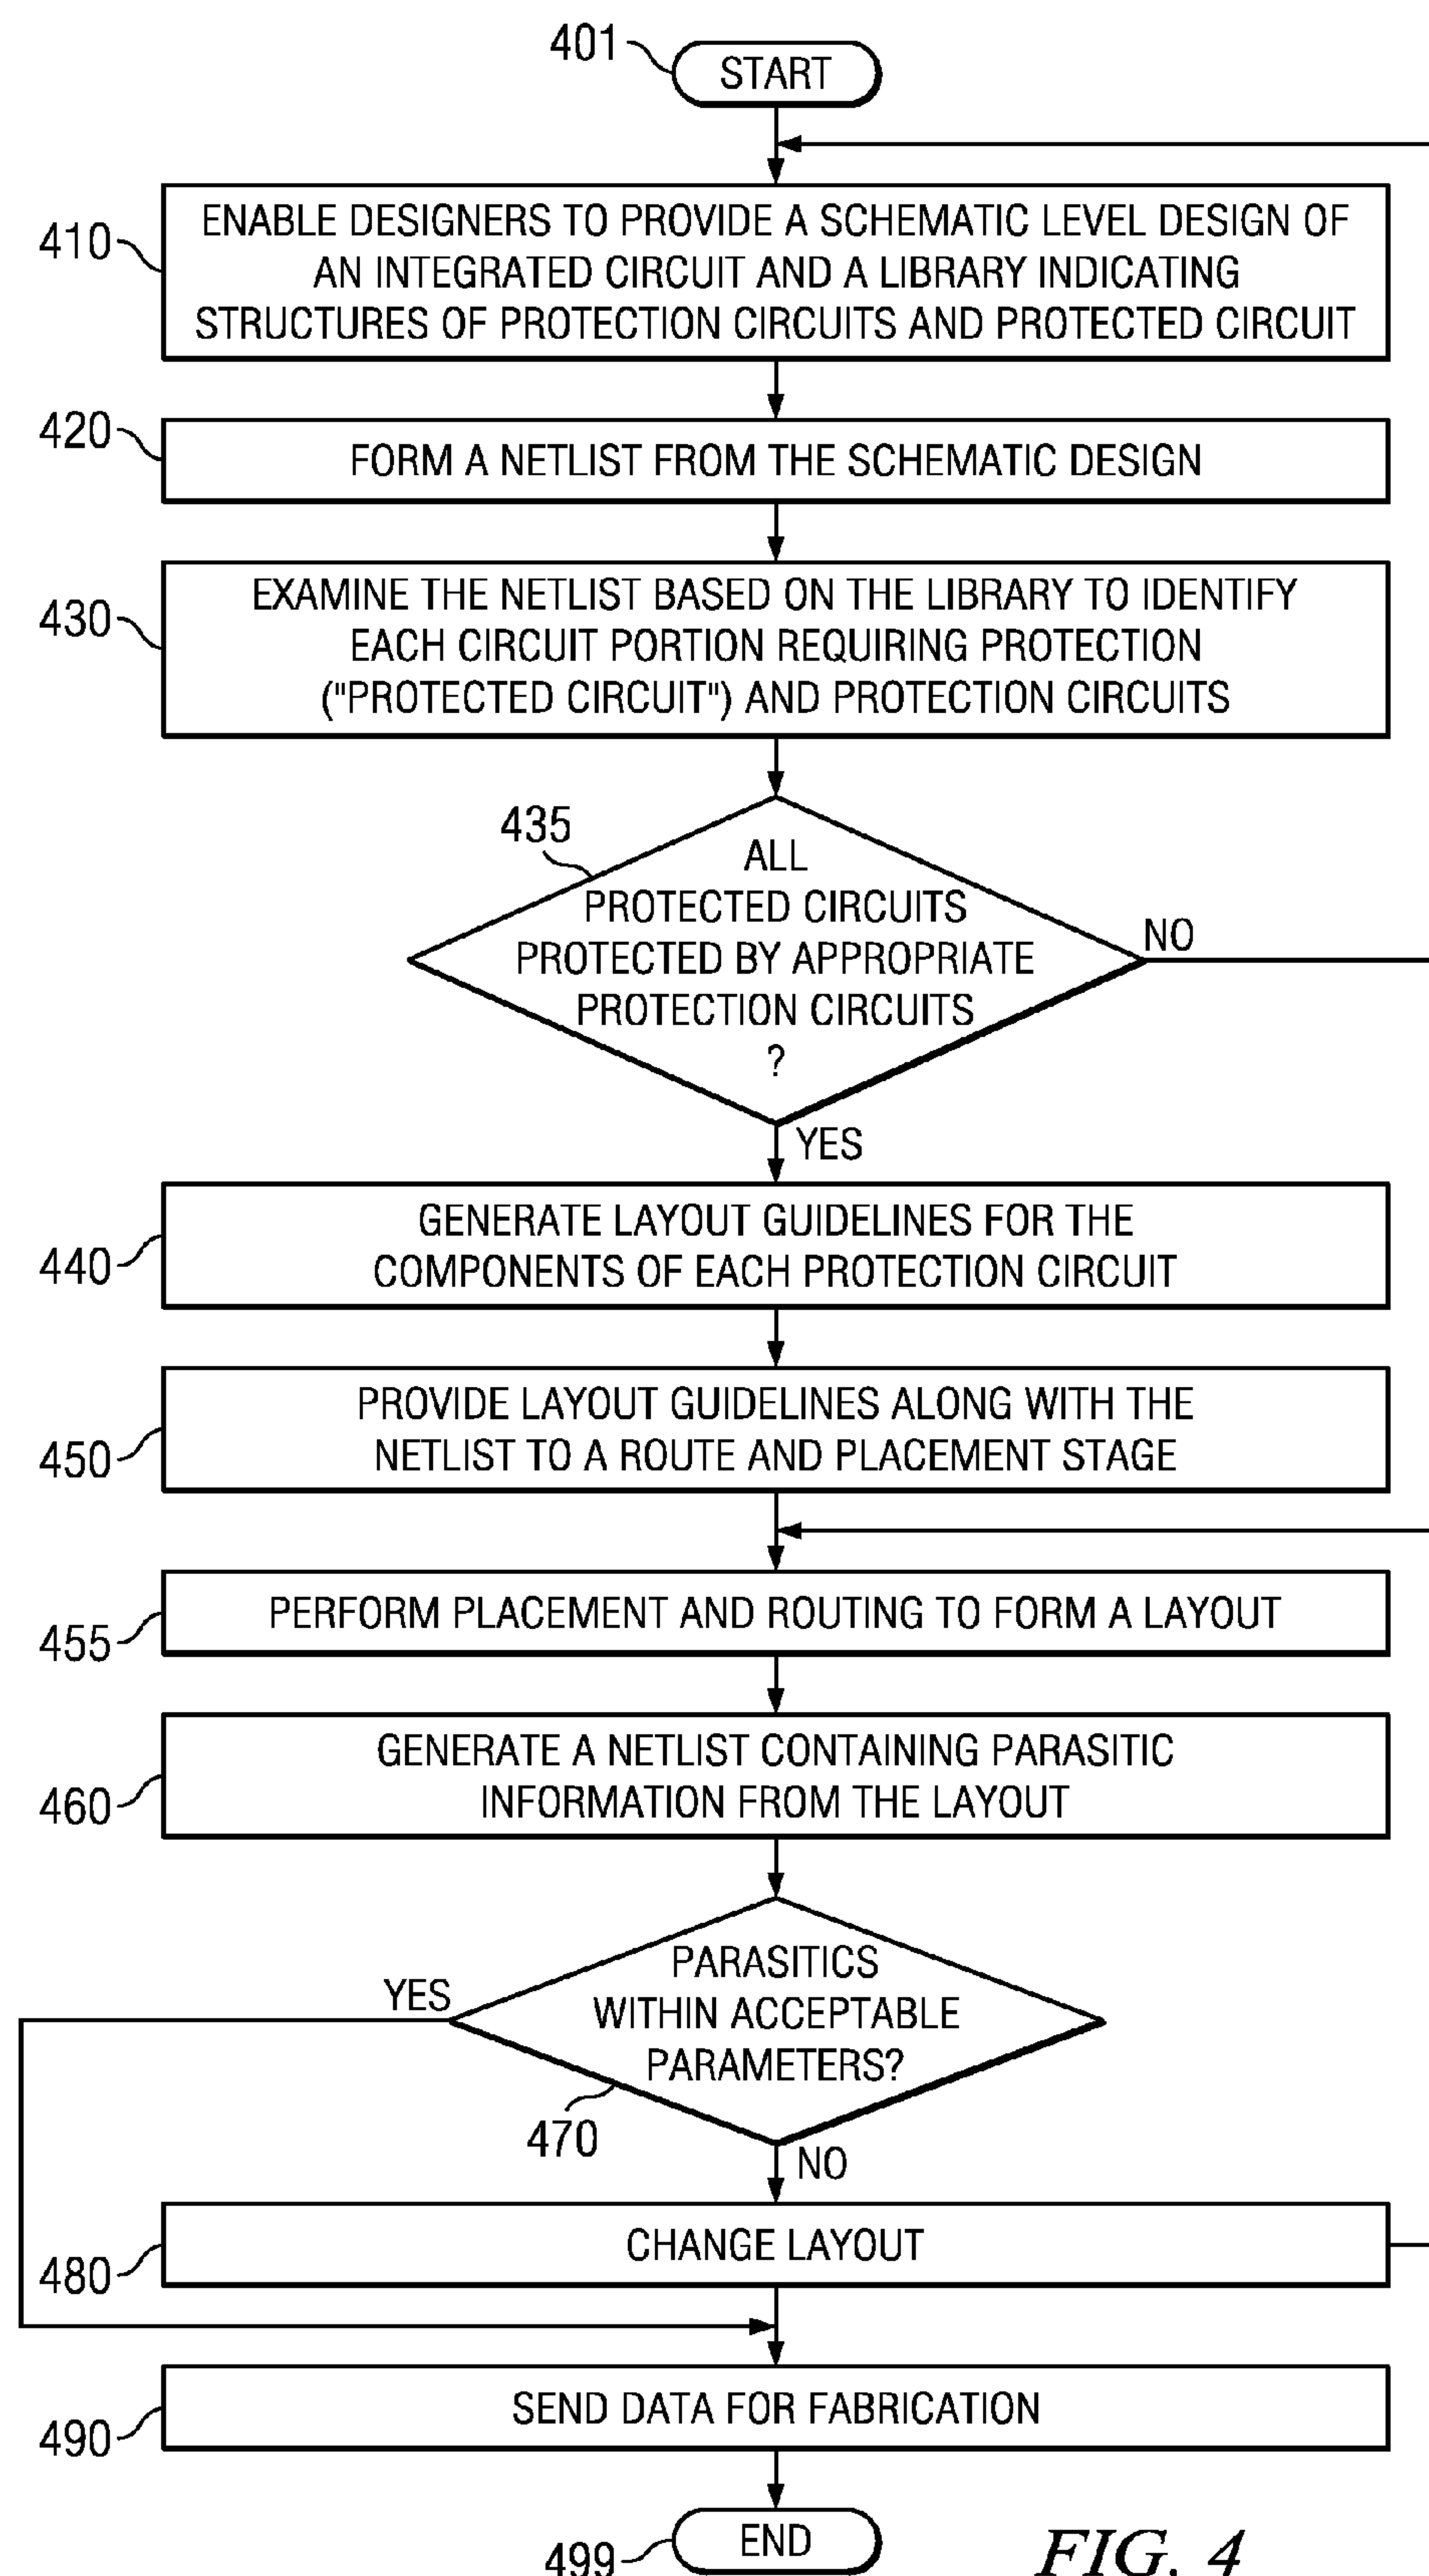 401
START
410
ENABLE DESIGNERS TO PROVIDE A SCHEMATIC LEVEL DESIGN OF
AN INTEGRATED CIRCUIT AND A LIBRARY INDICATING
STRUCTURES OF PROTECTION CIRCUITS AND PROTECTED CIRCUIT
420
FORM A NETLIST FROM THE SCHEMATIC DESIGN
430
EXAMINE THE NETLIST BASED ON THE LIBRARY TO IDENTIFY
EACH CIRCUIT PORTION REQUIRING PROTECTION
("PROTECTED CIRCUIT") AND PROTECTION CIRCUITS
435
ALL
PROTECTED CIRCUITS
PROTECTED BY APPROPRIATE
PROTECTION CIRCUITS
?
NO
YES
440
GENERATE LAYOUT GUIDELINES FOR THE
COMPONENTS OF EACH PROTECTION CIRCUIT
450
PROVIDE LAYOUT GUIDELINES ALONG WITH THE
NETLIST TO A ROUTE AND PLACEMENT STAGE
455
PERFORM PLACEMENT AND ROUTING TO FORM A LAYOUT
460
GENERATE A NETLIST CONTAINING PARASITIC
INFORMATION FROM THE LAYOUT
YES
PARASITICS
WITHIN ACCEPTABLE
PARAMETERS?
470
NO
480
CHANGE LAYOUT
490
SEND DATA FOR FABRICATION
499
END
FIG. 4